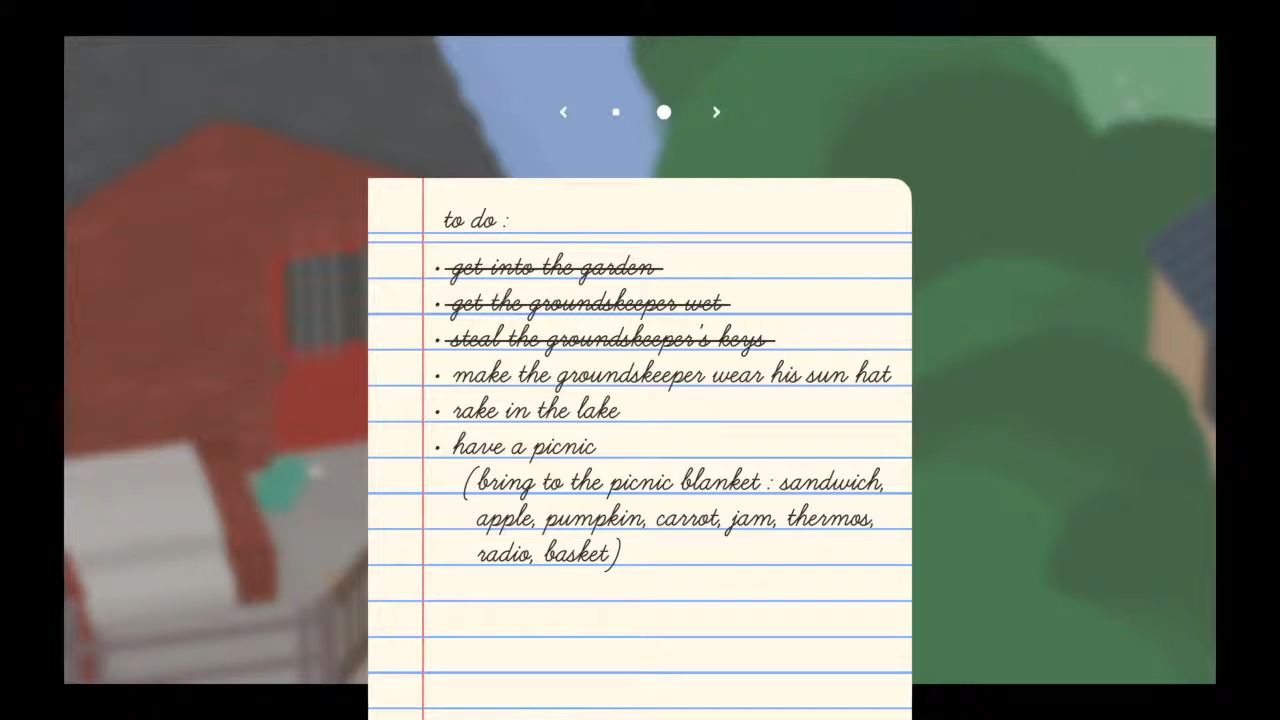 to do :
• get into the garden
• get the groundskeeper wet
• steal the groundskeeper's keys
• make the groundskeeper wear his sun hat
• rake in the lake
• have a picnic
(bring to the picnic blanket : sandwich,
apple, pumpkin, carrot, jam, thermos,
radio, basket)